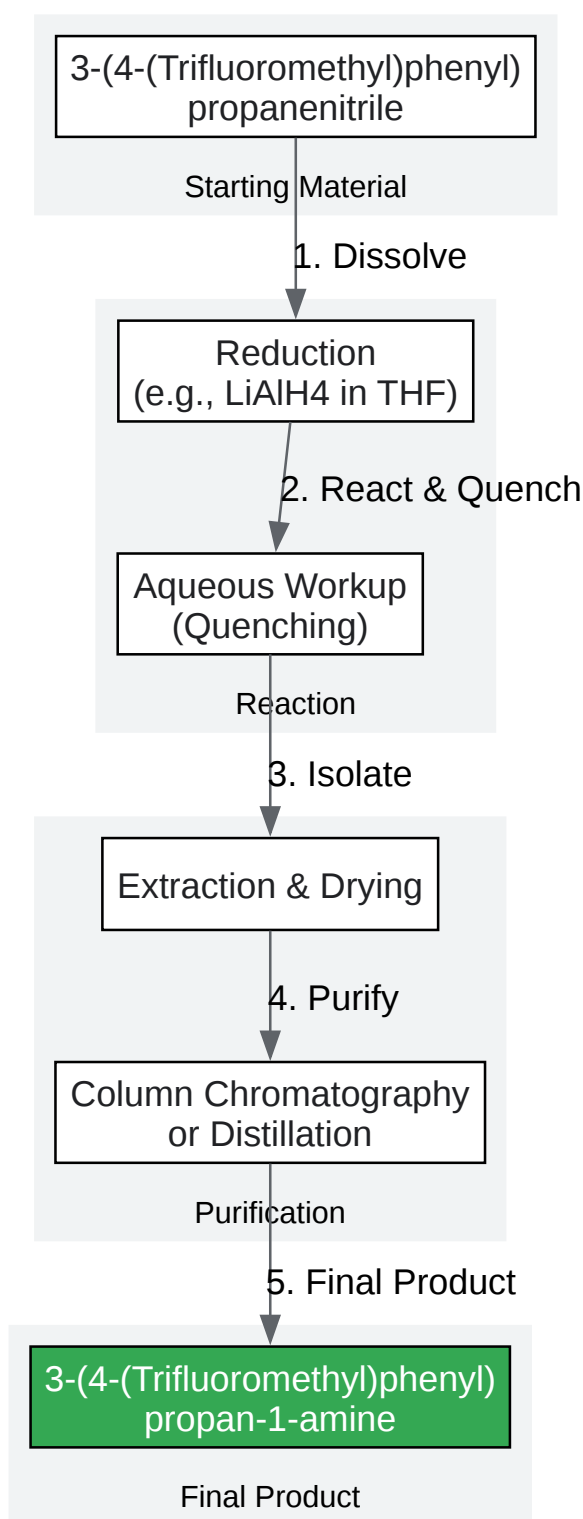 3-(4-(Trifluoromethyl)phenyl)
propanenitrile
Starting Material
1. Dissolve
Reduction
(e.g., LiAlH4 in THF)
2. React & Quench
Aqueous Workup
(Quenching)
Reaction
3. Isolate
Extraction & Drying
4. Purify
Column Chromatography
or Distillation
Purification
5. Final Product
3-(4-(Trifluoromethyl)phenyl)
propan-1-amine
Final Product